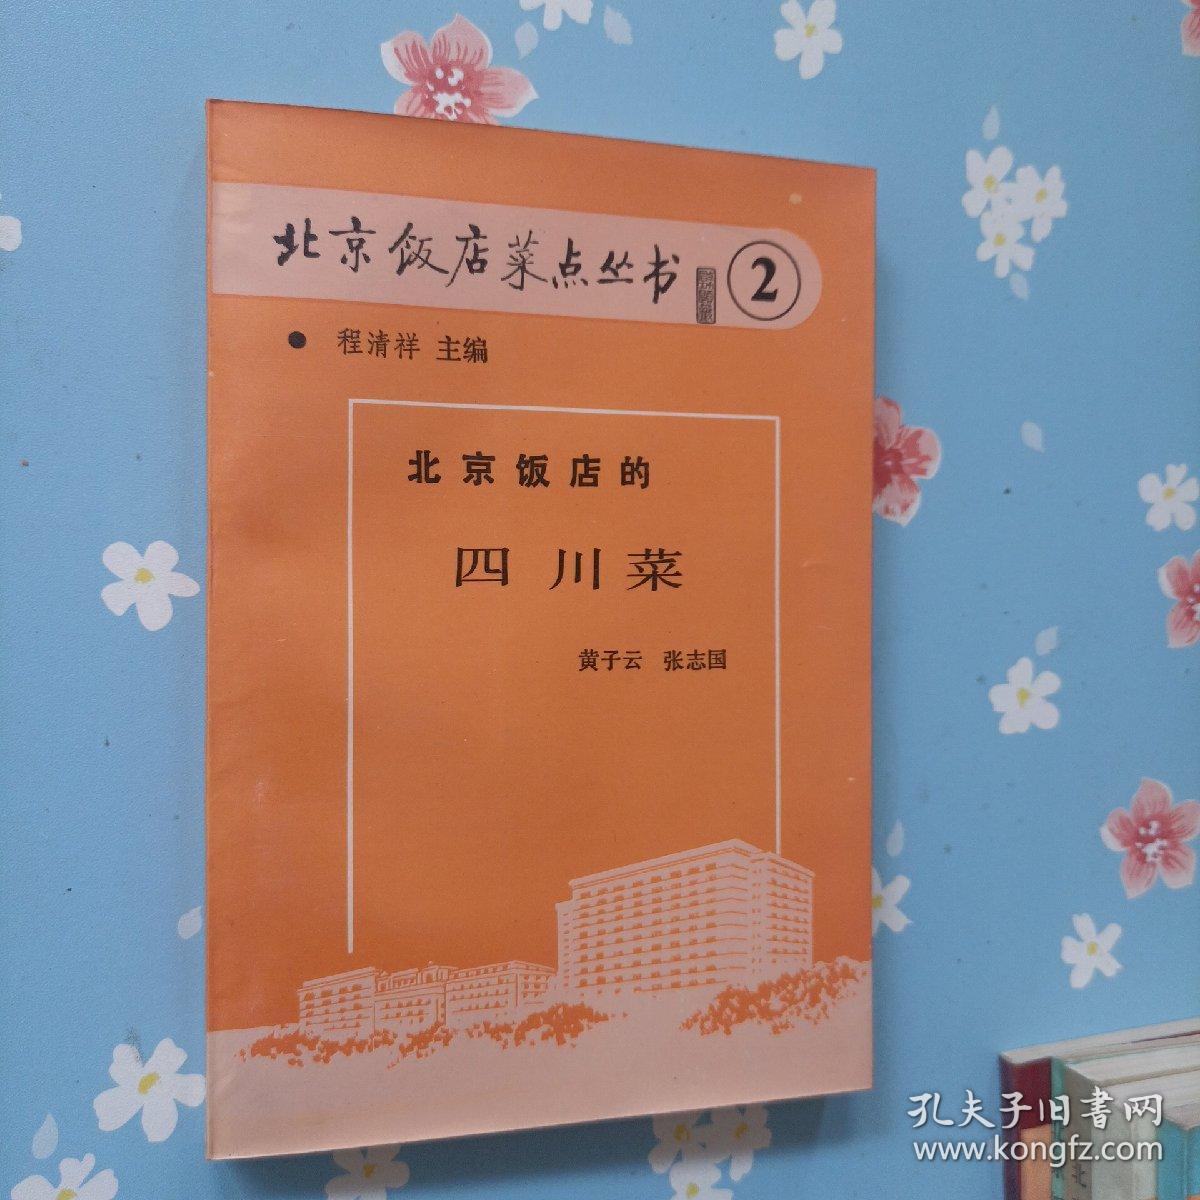 北京饭店菜点丛书 2
● 程清祥 主编
北京饭店的
四川菜
黄子云 张志国
孔夫子旧書网
www.kongfz.com